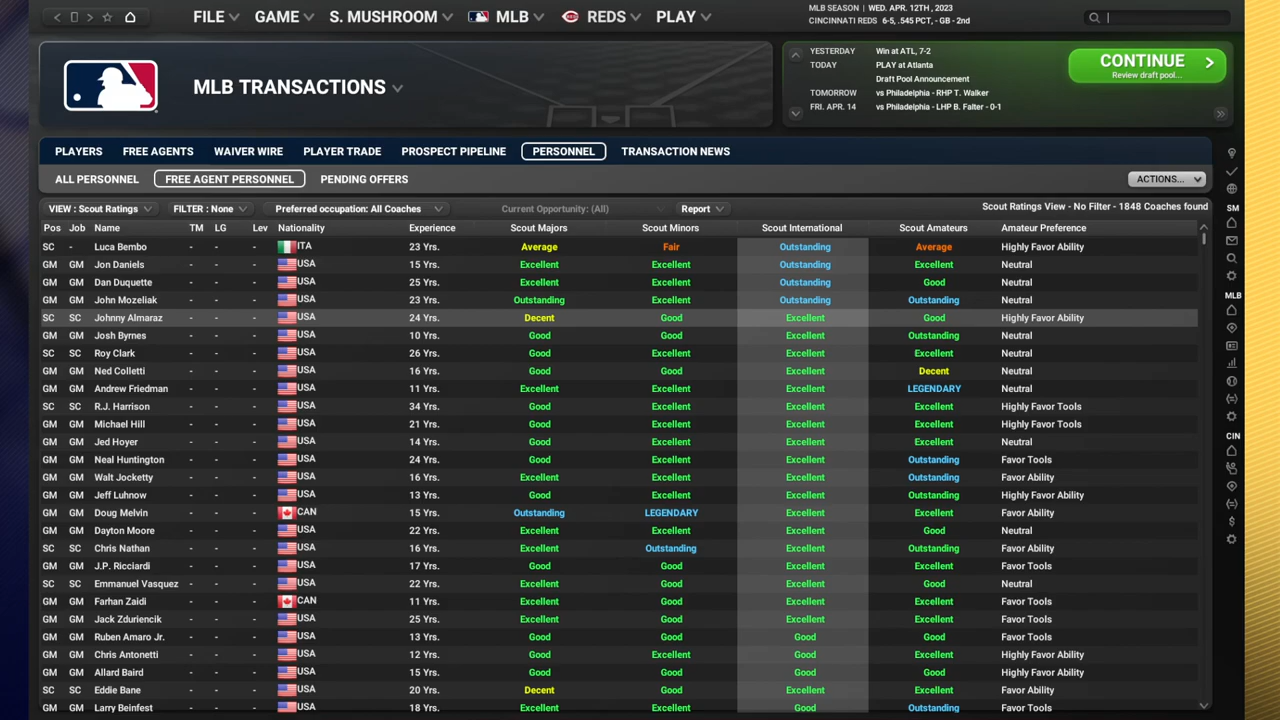 FILE GAME S. MUSHROOM MLB REDS PLAY
MLB SEASON | WED. APR. 12TH , 2023
CINCINNATI REDS 6-5, .545 PCT, - GB - 2nd
MLB TRANSACTIONS
YESTERDAY Win at ATL, 7-2
TODAY PLAY at Atlanta
Draft Pool Announcement
TOMORROW vs Philadelphia - RHP T. Walker
FRI. APR. 14 vs Philadelphia - LHP B. Falter - 0-1
CONTINUE
Review draft pool...
PLAYERS FREE AGENTS WAIVER WIRE PLAYER TRADE PROSPECT PIPELINE PERSONNEL TRANSACTION NEWS
ALL PERSONNEL FREE AGENT PERSONNEL PENDING OFFERS ACTIONS...
VIEW : Scout Ratings FILTER : None Preferred occupation: All Coaches Current Opportunity: (All) Report Scout Ratings View - No Filter - 1848 Coaches found
Pos Job Name TM LG Lev Nationality Experience Scout Majors Scout Minors Scout International Scout Amateurs Amateur Preference
SC - Luca Bembo - - - ITA 23 Yrs. Average Fair Outstanding Average Highly Favor Ability
GM GM Jon Daniels - - - USA 15 Yrs. Excellent Excellent Outstanding Excellent Neutral
GM GM Dan Duquette - - - USA 25 Yrs. Excellent Excellent Outstanding Good Neutral
GM GM John Mozeliak - - - USA 23 Yrs. Outstanding Excellent Outstanding Outstanding Neutral
SC SC Johnny Almaraz - - - USA 24 Yrs. Decent Good Excellent Good Highly Favor Ability
GM GM Josh Byrnes - - - USA 10 Yrs. Good Good Excellent Outstanding Neutral
SC SC Roy Clark - - - USA 26 Yrs. Good Excellent Excellent Excellent Neutral
GM GM Ned Colletti - - - USA 16 Yrs. Good Good Excellent Decent Neutral
GM GM Andrew Friedman - - - USA 11 Yrs. Excellent Excellent Excellent LEGENDARY Neutral
SC SC R.J. Harrison - - - USA 34 Yrs. Good Excellent Excellent Excellent Highly Favor Tools
GM GM Michael Hill - - - USA 21 Yrs. Good Excellent Excellent Excellent Highly Favor Tools
GM GM Jed Hoyer - - - USA 14 Yrs. Good Excellent Excellent Excellent Neutral
GM GM Neal Huntington - - - USA 24 Yrs. Good Excellent Excellent Outstanding Favor Tools
GM GM Walt Jocketty - - - USA 16 Yrs. Excellent Excellent Excellent Outstanding Favor Ability
GM GM Jeff Luhnow - - - USA 13 Yrs. Good Excellent Excellent Outstanding Highly Favor Ability
GM GM Doug Melvin - - - CAN 15 Yrs. Outstanding LEGENDARY Excellent Excellent Favor Ability
GM GM Dayton Moore - - - USA 22 Yrs. Excellent Excellent Excellent Good Neutral
SC SC Chris Nathan - - - USA 16 Yrs. Excellent Outstanding Excellent Outstanding Favor Ability
GM GM J.P. Ricciardi - - - USA 17 Yrs. Good Good Excellent Excellent Favor Tools
SC SC Emmanuel Vasquez - - - USA 22 Yrs. Excellent Good Excellent Good Neutral
GM GM Farhan Zaidi - - - CAN 11 Yrs. Excellent Good Excellent Excellent Favor Tools
GM GM Jack Zduriencik - - - USA 25 Yrs. Excellent Excellent Excellent Excellent Favor Tools
GM GM Ruben Amaro Jr. - - - USA 13 Yrs. Good Good Good Good Favor Tools
GM GM Chris Antonetti - - - USA 12 Yrs. Good Excellent Good Excellent Highly Favor Ability
GM GM Allard Baird - - - USA 15 Yrs. Good Good Good Excellent Highly Favor Ability
SC SC Eddie Bane - - - USA 20 Yrs. Decent Good Excellent Excellent Favor Ability
GM GM Larry Beinfest - - - USA 18 Yrs. Excellent Excellent Good Outstanding Favor Tools
SM
MLB
CIN